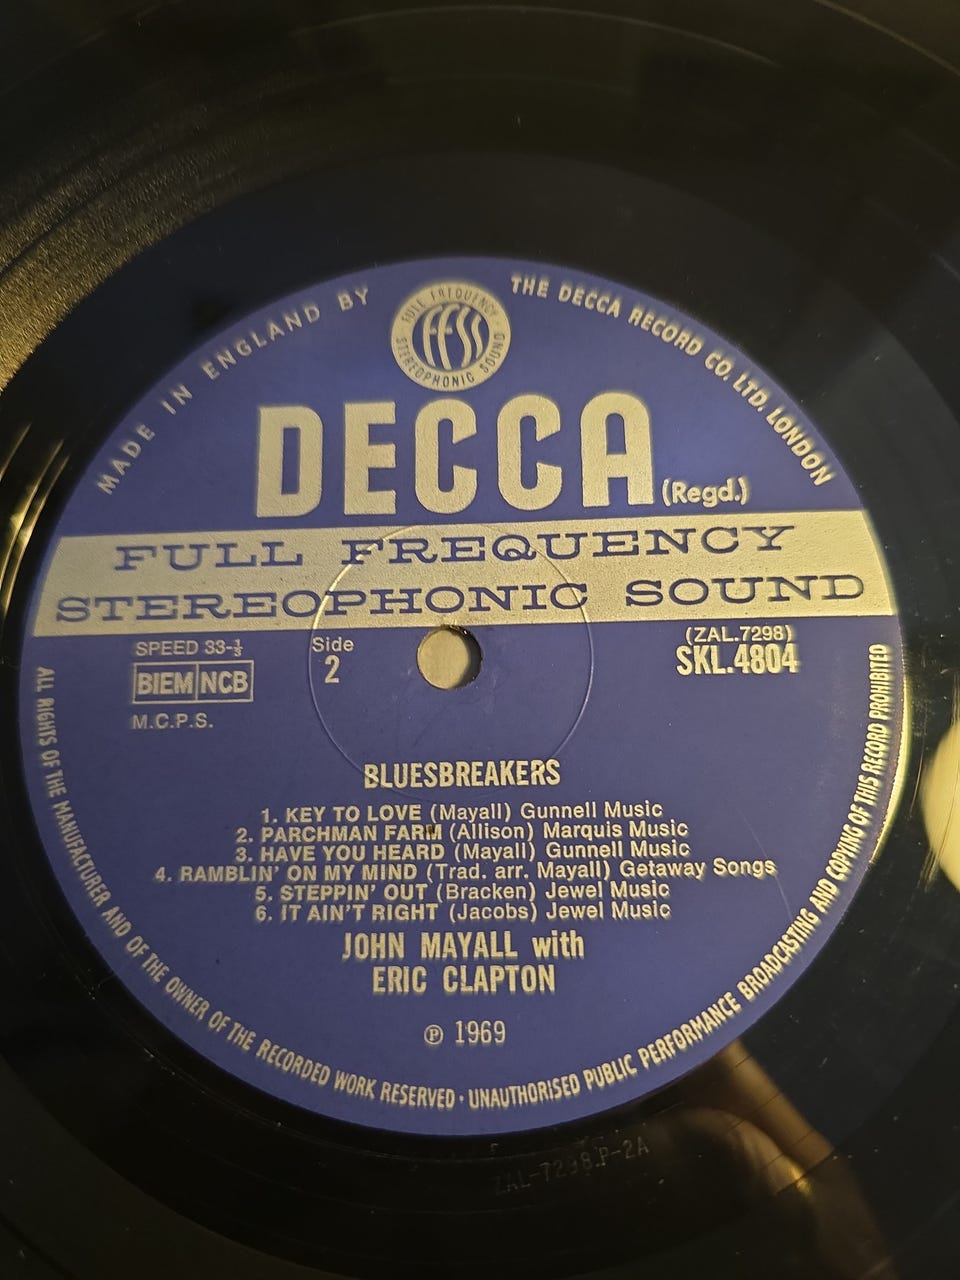 MADE IN ENGLAND BY
THE DECCA RECORD CO. LTD. LONDON
FULL FREQUENCY
FFSS
STEREOPHONIC SOUND
DECCA (Regd.)
FULL FREQUENCY
STEREOPHONIC SOUND
SPEED 33-⅓
BIEM NCB
M.C.P.S.
Side
2
(ZAL.7298)
SKL.4804
BLUESBREAKERS
1. KEY TO LOVE (Mayall) Gunnell Music
2. PARCHMAN FARM (Allison) Marquis Music
3. HAVE YOU HEARD (Mayall) Gunnell Music
4. RAMBLIN' ON MY MIND (Trad. arr. Mayall) Getaway Songs
5. STEPPIN' OUT (Bracken) Jewel Music
6. IT AIN'T RIGHT (Jacobs) Jewel Music
JOHN MAYALL with
ERIC CLAPTON
℗ 1969
ALL RIGHTS OF THE MANUFACTURER AND OF THE OWNER OF THE RECORDED WORK RESERVED · UNAUTHORISED PUBLIC PERFORMANCE BROADCASTING AND COPYING OF THIS RECORD PROHIBITED
ZAL-7298.P-2A